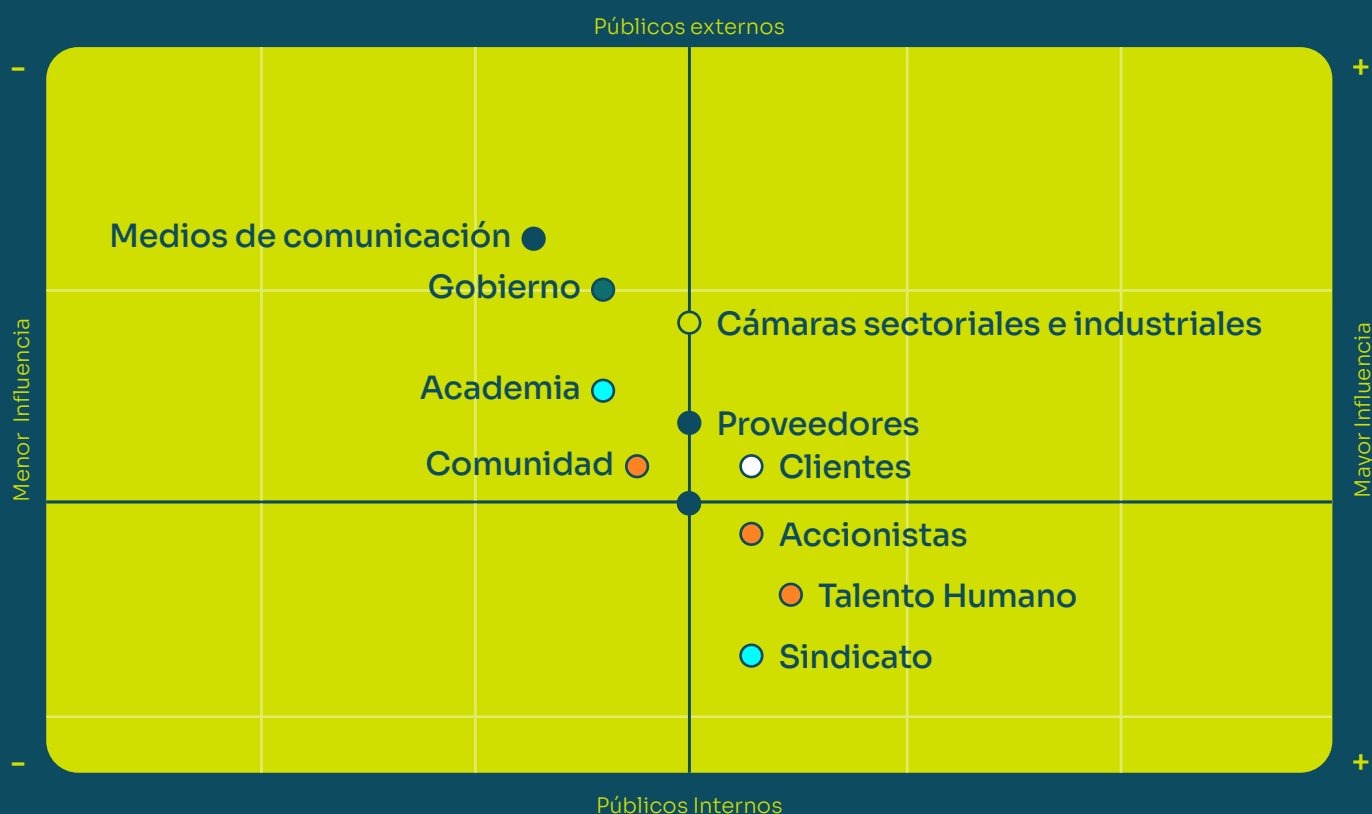 Públicos externos
-
+
Medios de comunicación
Gobierno
Cámaras sectoriales e industriales
Menor Influencia
Mayor Influencia
Academia
Proveedores
Comunidad
Clientes
Accionistas
Talento Humano
Sindicato
-
+
Públicos Internos